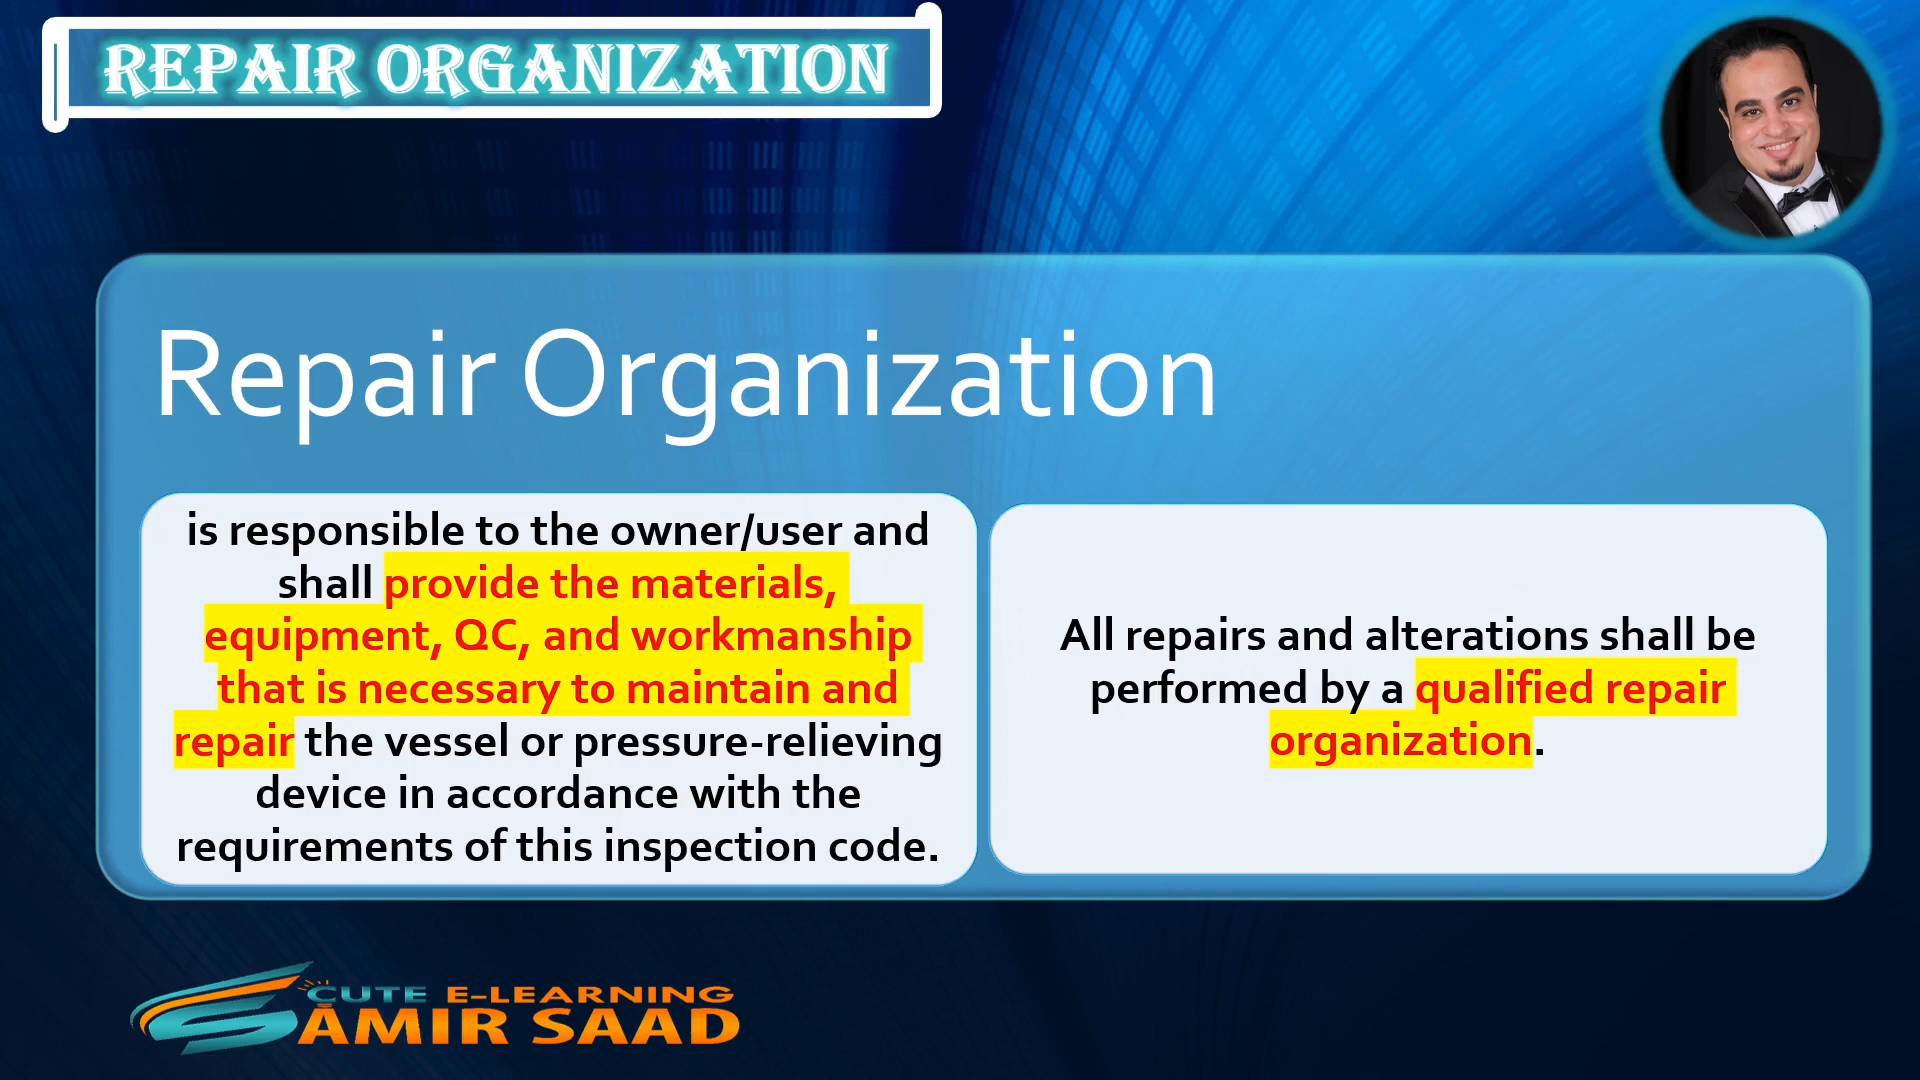 REPAIR ORGANIZATION
Repair Organization
is responsible to the owner/user and
shall provide the materials,
equipment, QC, and workmanship
that is necessary to maintain and
repair the vessel or pressure-relieving
device in accordance with the
requirements of this inspection code.
All repairs and alterations shall be
performed by a qualified repair
organization.
CUTE E-LEARNING
SAMIR SAAD